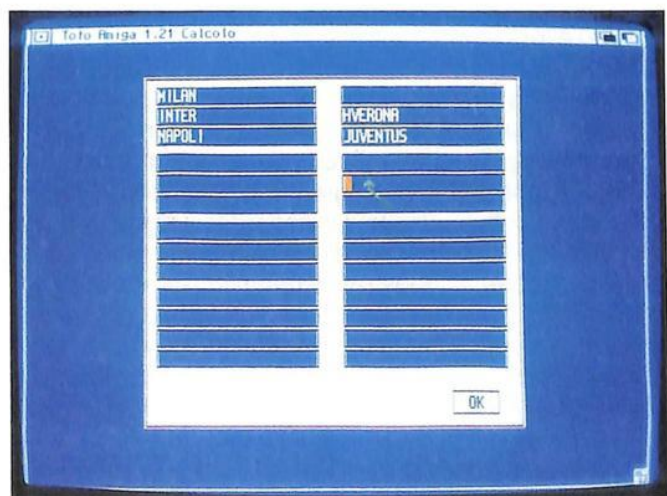 Toto Amiga 1.21 Calcolo
MILAN
INTER HVERONA
NAPOLI JUVENTUS
OK